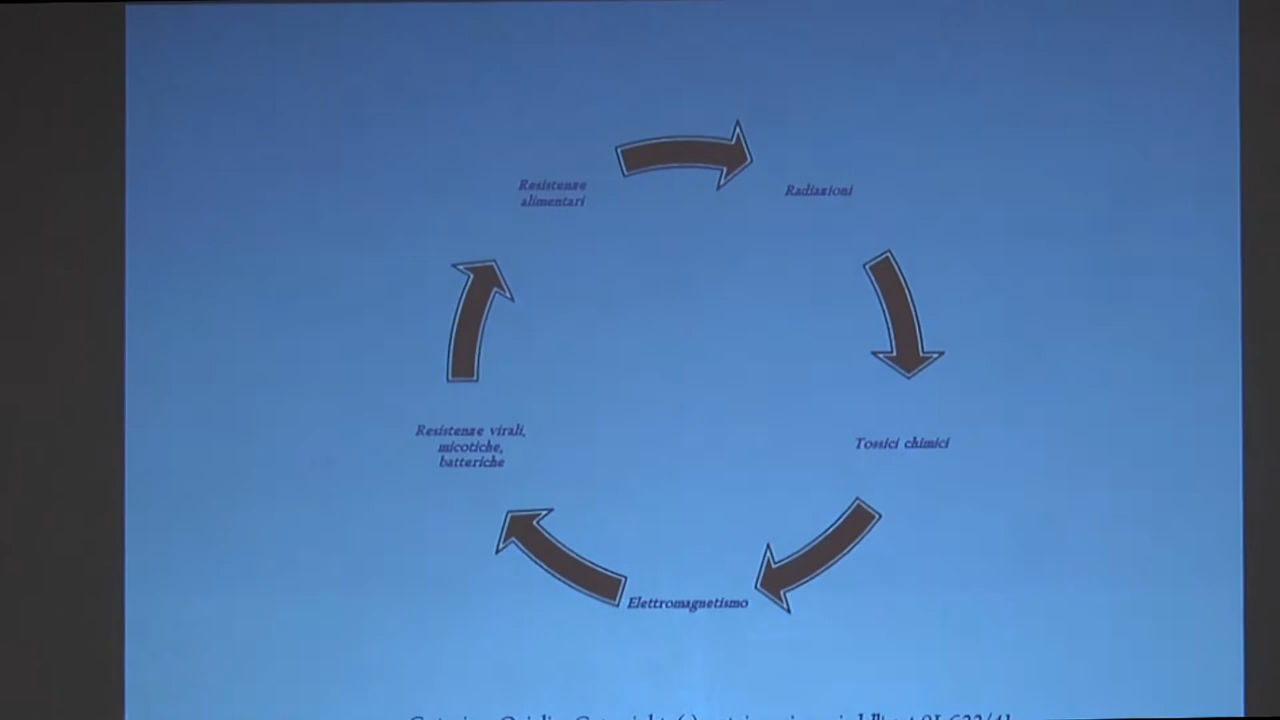 Resistenze
alimentari
Radiazioni
Tossici chimici
Elettromagnetismo
Resistenze virali,
micotiche,
batteriche